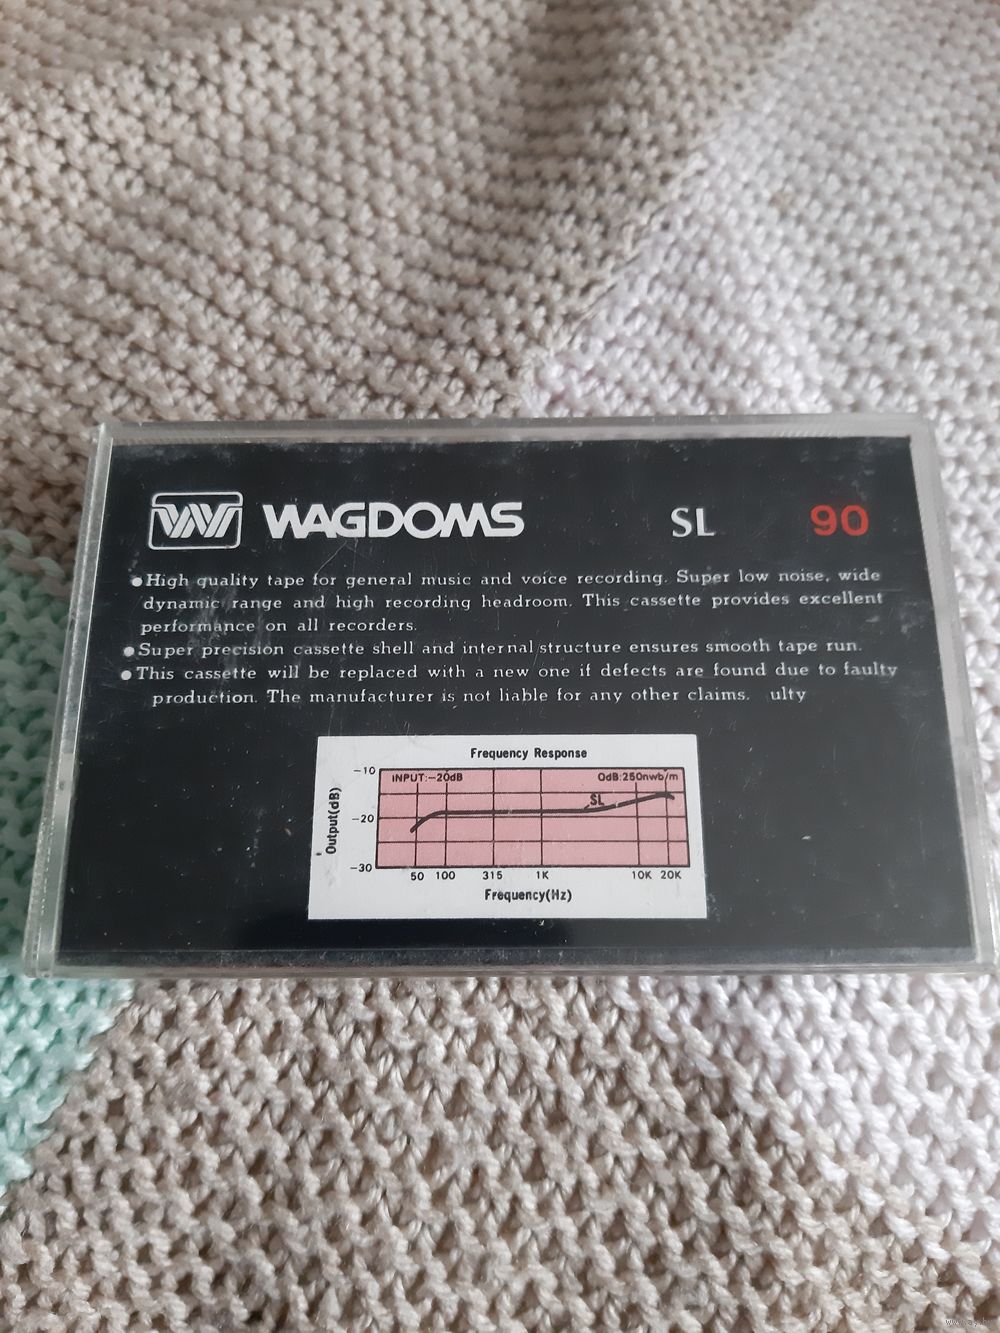 W WAGDOMS SL 90
●High quality tape for general music and voice recording. Super low noise, wide
dynamic range and high recording headroom. This cassette provides excellent
performance on all recorders.
●Super precision cassette shell and internal structure ensures smooth tape run.
●This cassette will be replaced with a new one if defects are found due to faulty
production. The manufacturer is not liable for any other claims. ulty
Frequency Response
INPUT:-20dB 0dB:250nwb/m
SL
Output(dB)
-10
-20
-30
50 100 315 1K 10K 20K
Frequency(Hz)